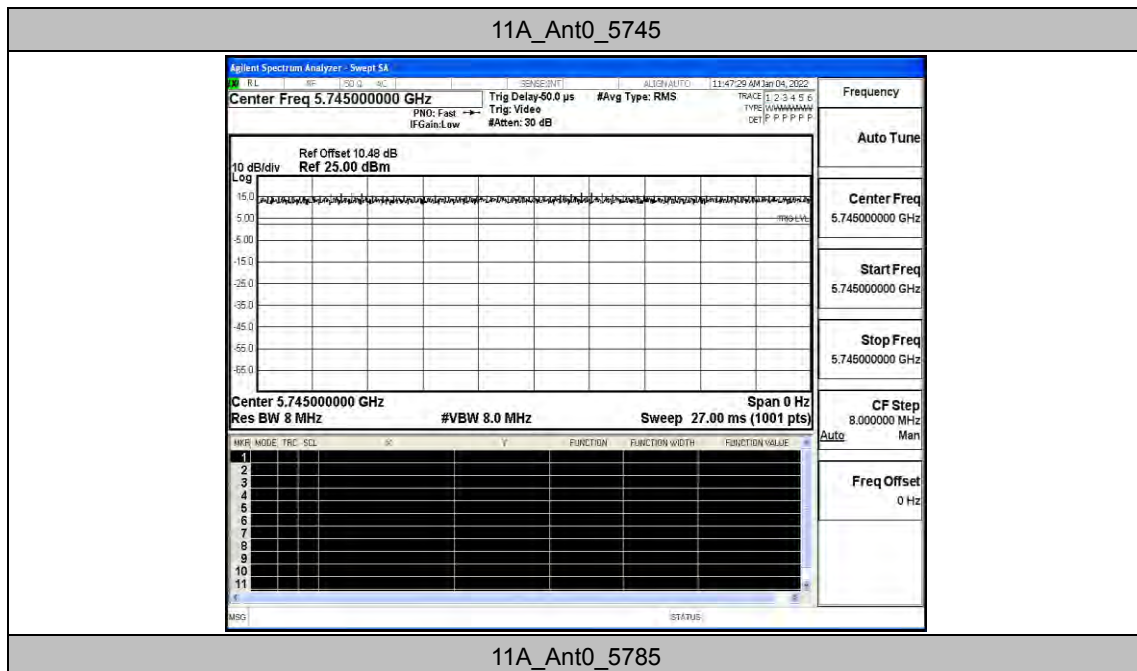 11A_Ant0_5745
Agilent Spectrum Analyzer - Swept SA
RL RF 50 Ω AC SENSE:INT ALIGN AUTO 11:47:29 AM Jan 04, 2022
Center Freq 5.745000000 GHz
PNO: Fast
IFGain:Low
Trig Delay-50.0 µs
Trig: Video
#Atten: 30 dB
#Avg Type: RMS
TRACE 1 2 3 4 5 6
TYPE
DET P P P P P P
Ref Offset 10.48 dB
10 dB/div Ref 25.00 dBm
Log
15.0
5.00
TRIG LVL
-5.00
-15.0
-25.0
-35.0
-45.0
-55.0
-65.0
Center 5.745000000 GHz Span 0 Hz
Res BW 8 MHz #VBW 8.0 MHz Sweep 27.00 ms (1001 pts)
MKR MODE TRC SCL X Y FUNCTION FUNCTION WIDTH FUNCTION VALUE
1
2
3
4
5
6
7
8
9
10
11
MSG STATUS
Frequency
Auto Tune
Center Freq
5.745000000 GHz
Start Freq
5.745000000 GHz
Stop Freq
5.745000000 GHz
CF Step
8.000000 MHz
Auto Man
Freq Offset
0 Hz
11A_Ant0_5785